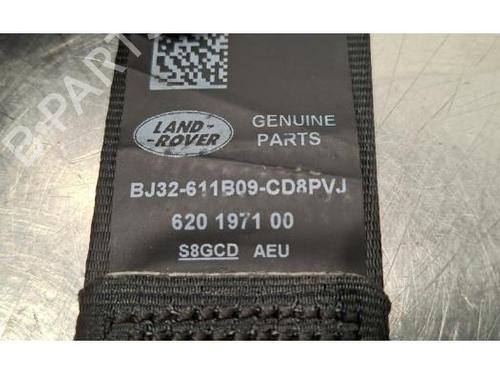 LAND-
-ROVER
GENUINE
PARTS
BJ32-611B09-CD8PVJ
620 1971 00
S8GCD AEU
B-PARTS